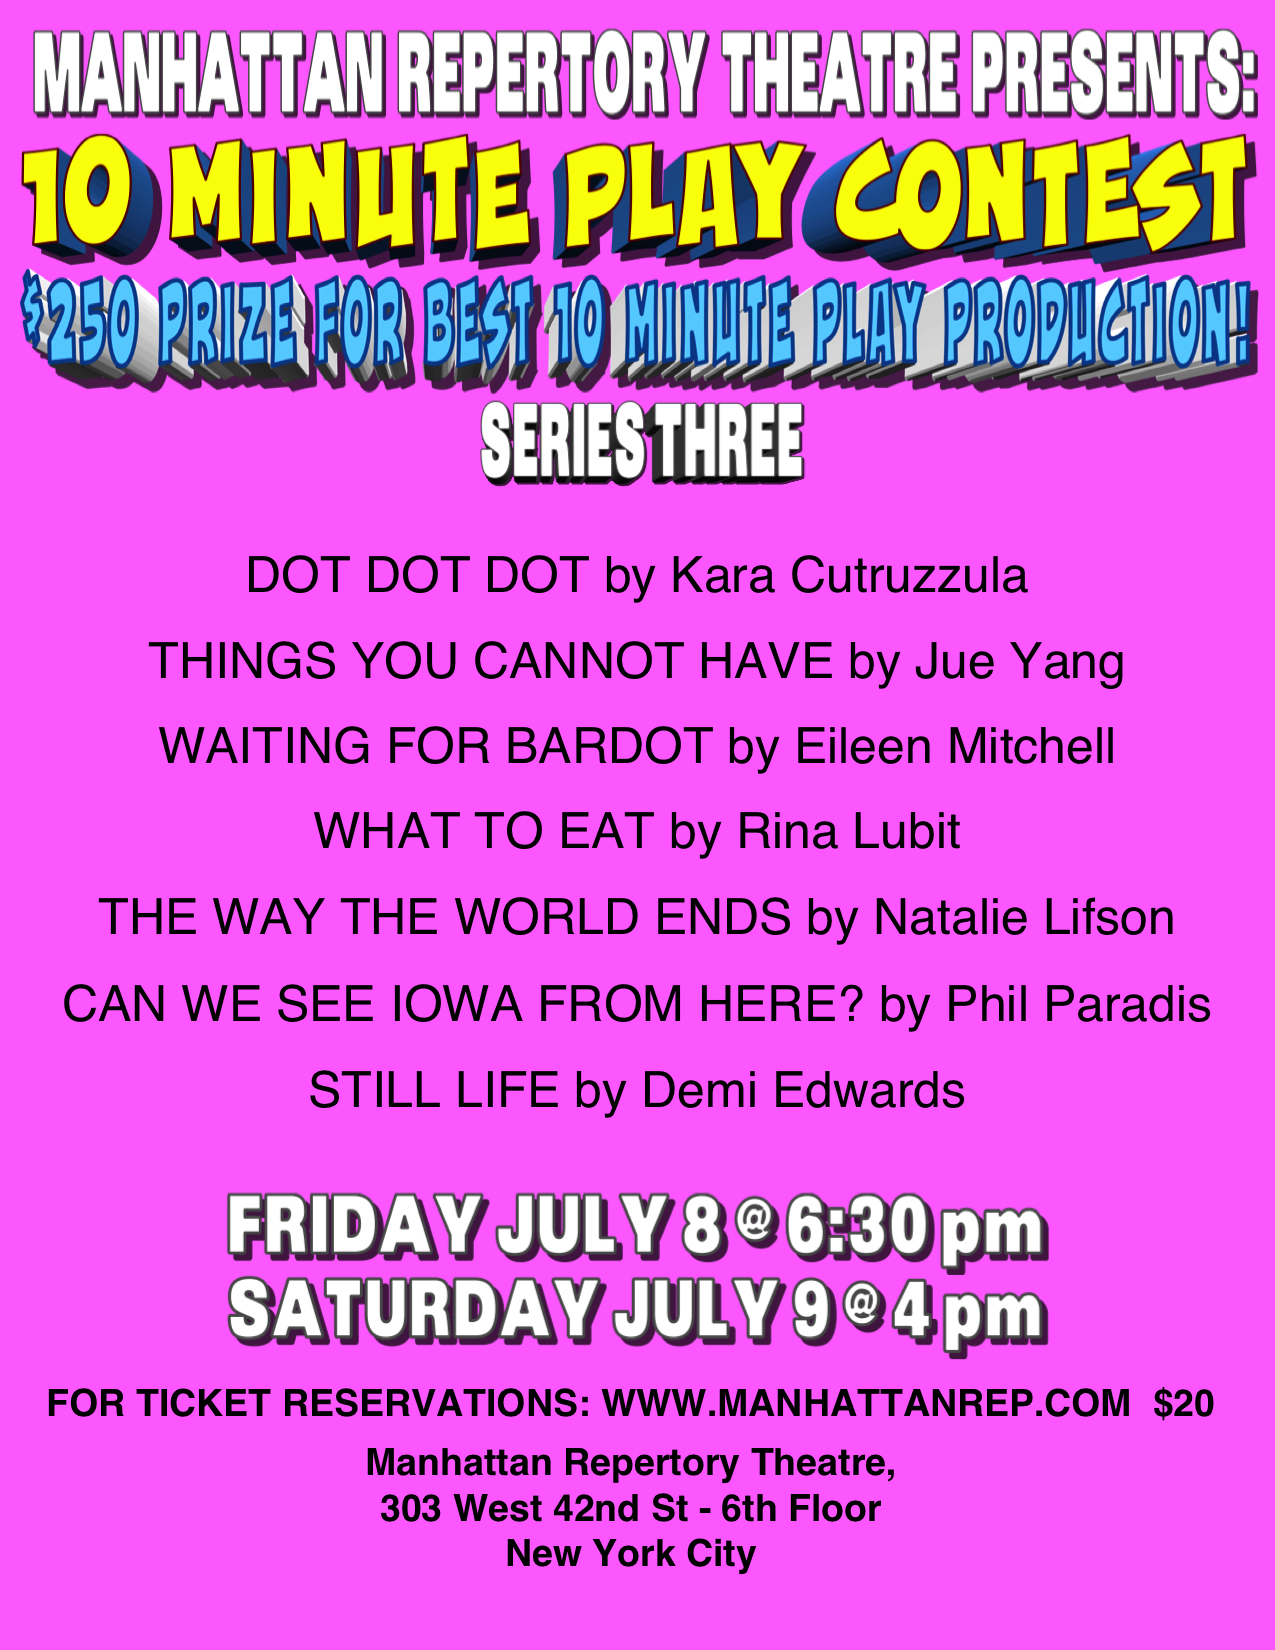 MANHATTAN REPERTORY THEATRE PRESENTS:
10 MINUTE PLAY CONTEST
$250 PRIZE FOR BEST 10 MINUTE PLAY PRODUCTION!
SERIES THREE
DOT DOT DOT by Kara Cutruzzula
THINGS YOU CANNOT HAVE by Jue Yang
WAITING FOR BARDOT by Eileen Mitchell
WHAT TO EAT by Rina Lubit
THE WAY THE WORLD ENDS by Natalie Lifson
CAN WE SEE IOWA FROM HERE? by Phil Paradis
STILL LIFE by Demi Edwards
FRIDAY JULY 8 @ 6:30 pm
SATURDAY JULY 9 @ 4 pm
FOR TICKET RESERVATIONS: WWW.MANHATTANREP.COM  $20
Manhattan Repertory Theatre,
303 West 42nd St - 6th Floor
New York City